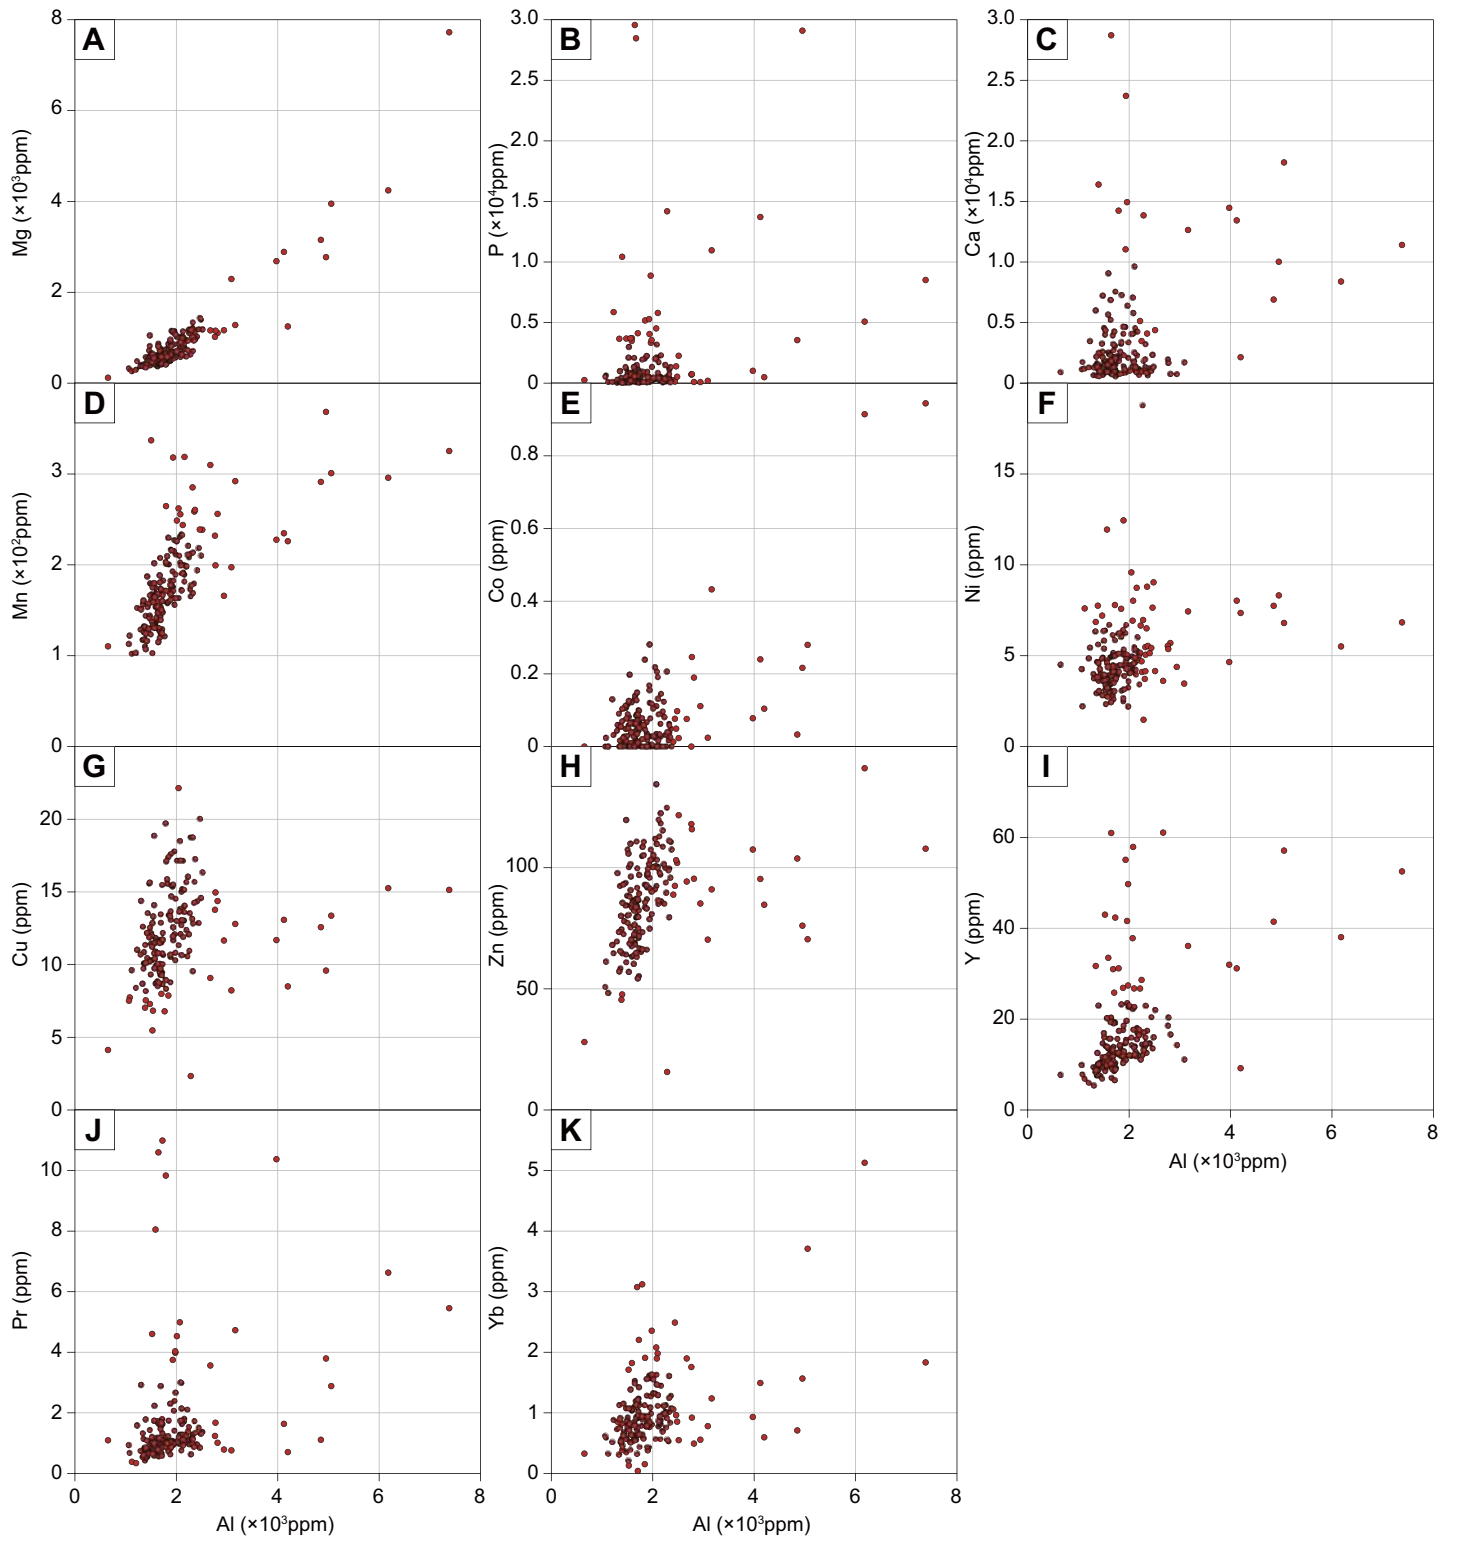 A
8
6
4
2
0
Mg (×10³ppm)
B
3.0
2.5
2.0
1.5
1.0
0.5
0
P (×10⁴ppm)
C
3.0
2.5
2.0
1.5
1.0
0.5
0
Ca (×10⁴ppm)
D
3
2
1
0
Mn (×10²ppm)
E
0.8
0.6
0.4
0.2
0
Co (ppm)
F
15
10
5
0
Ni (ppm)
G
20
15
10
5
0
Cu (ppm)
H
100
50
0
Zn (ppm)
I
60
40
20
0
Y (ppm)
0 2 4 6 8
Al (×10³ppm)
J
10
8
6
4
2
0
Pr (ppm)
0 2 4 6 8
Al (×10³ppm)
K
5
4
3
2
1
0
Yb (ppm)
0 2 4 6 8
Al (×10³ppm)